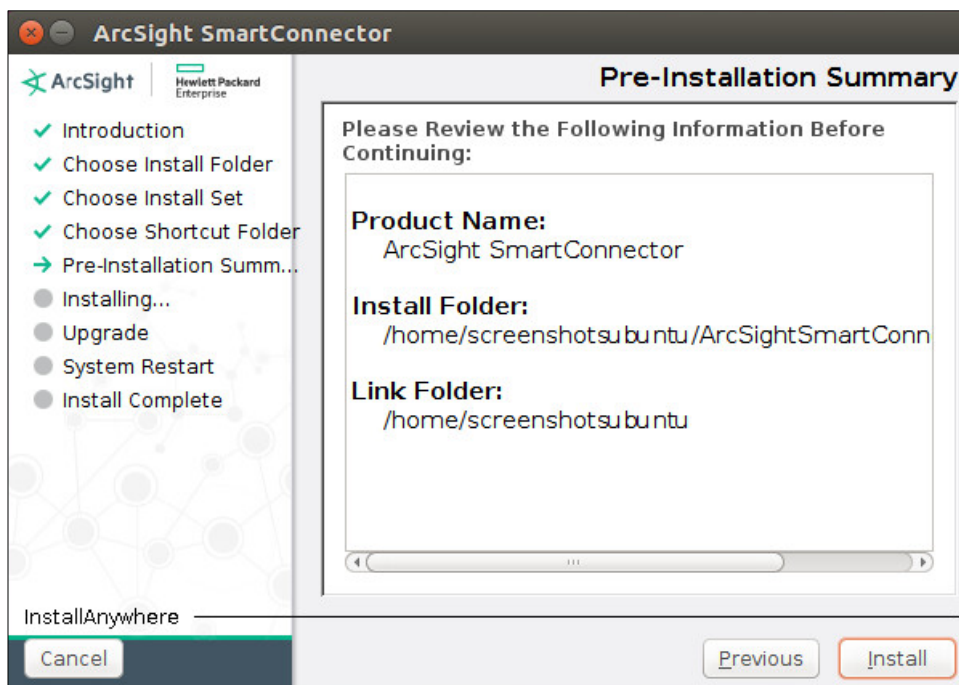 ArcSight SmartConnector
ArcSight
Hewlett Packard
Enterprise
Pre-Installation Summary
Introduction
Choose Install Folder
Choose Install Set
Choose Shortcut Folder
Pre-Installation Summ...
Installing...
Upgrade
System Restart
Install Complete
Please Review the Following Information Before
Continuing:
Product Name:
ArcSight SmartConnector
Install Folder:
/home/screenshotsubuntu/ArcSightSmartConn
Link Folder:
/home/screenshotsubuntu
InstallAnywhere
Cancel
Previous
Install